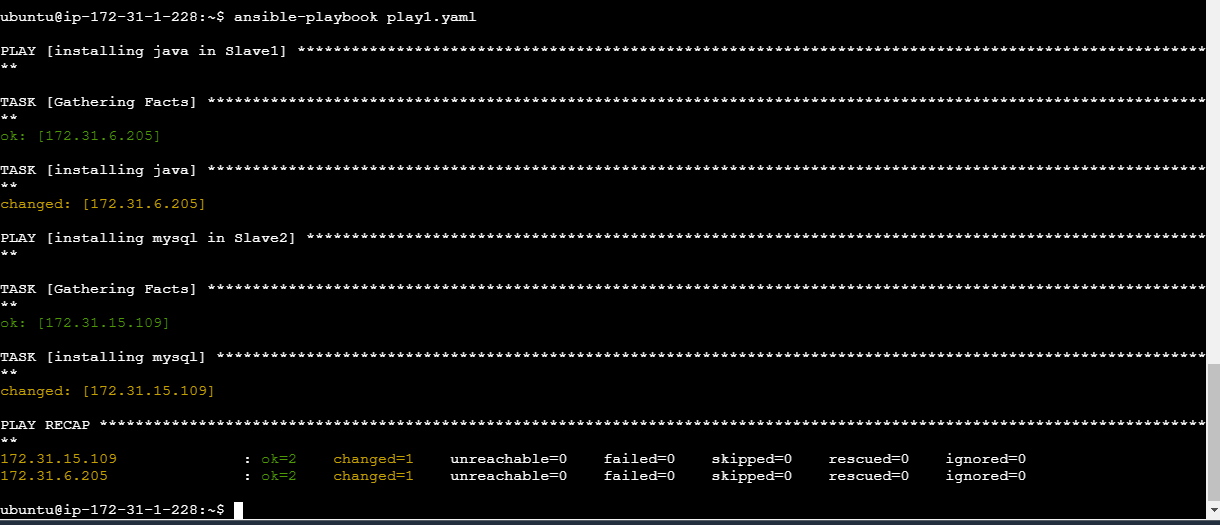 ubuntu@ip-172-31-1-228:~$ ansible-playbook play1.yaml
PLAY [installing java in Slave1] *****************************************************************************************************
**
TASK [Gathering Facts] ***************************************************************************************************************
**
ok: [172.31.6.205]
TASK [installing java] ***************************************************************************************************************
**
changed: [172.31.6.205]
PLAY [installing mysql in Slave2] ****************************************************************************************************
**
TASK [Gathering Facts] ***************************************************************************************************************
**
ok: [172.31.15.109]
TASK [installing mysql] **************************************************************************************************************
**
changed: [172.31.15.109]
PLAY RECAP ***************************************************************************************************************************
**
172.31.15.109              : ok=2    changed=1    unreachable=0    failed=0    skipped=0    rescued=0    ignored=0
172.31.6.205               : ok=2    changed=1    unreachable=0    failed=0    skipped=0    rescued=0    ignored=0
ubuntu@ip-172-31-1-228:~$